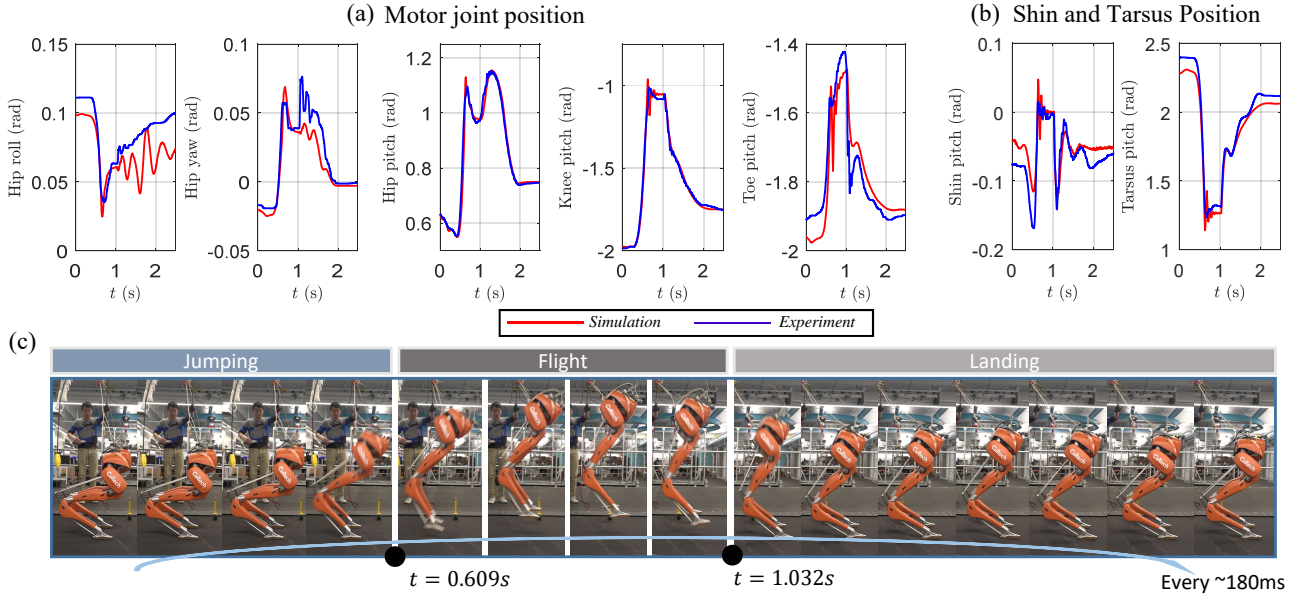 (a) Motor joint position
(b) Shin and Tarsus Position
Hip roll (rad)
0.15
0.1
0.05
0
0 1 2
t (s)
Hip yaw (rad)
0.1
0.05
0
-0.05
0 1 2
t (s)
Hip pitch (rad)
1.2
1
0.8
0.6
0 1 2
t (s)
Knee pitch (rad)
-1
-1.5
-2
0 1 2
t (s)
Toe pitch (rad)
-1.4
-1.6
-1.8
-2
0 1 2
t (s)
Shin pitch (rad)
0.1
0
-0.1
-0.2
0 1 2
t (s)
Tarsus pitch (rad)
2.5
2
1.5
1
0 1 2
t (s)
Simulation Experiment
(c)
Jumping Flight Landing
Caltech
t = 0.609s
t = 1.032s
Every ~180ms